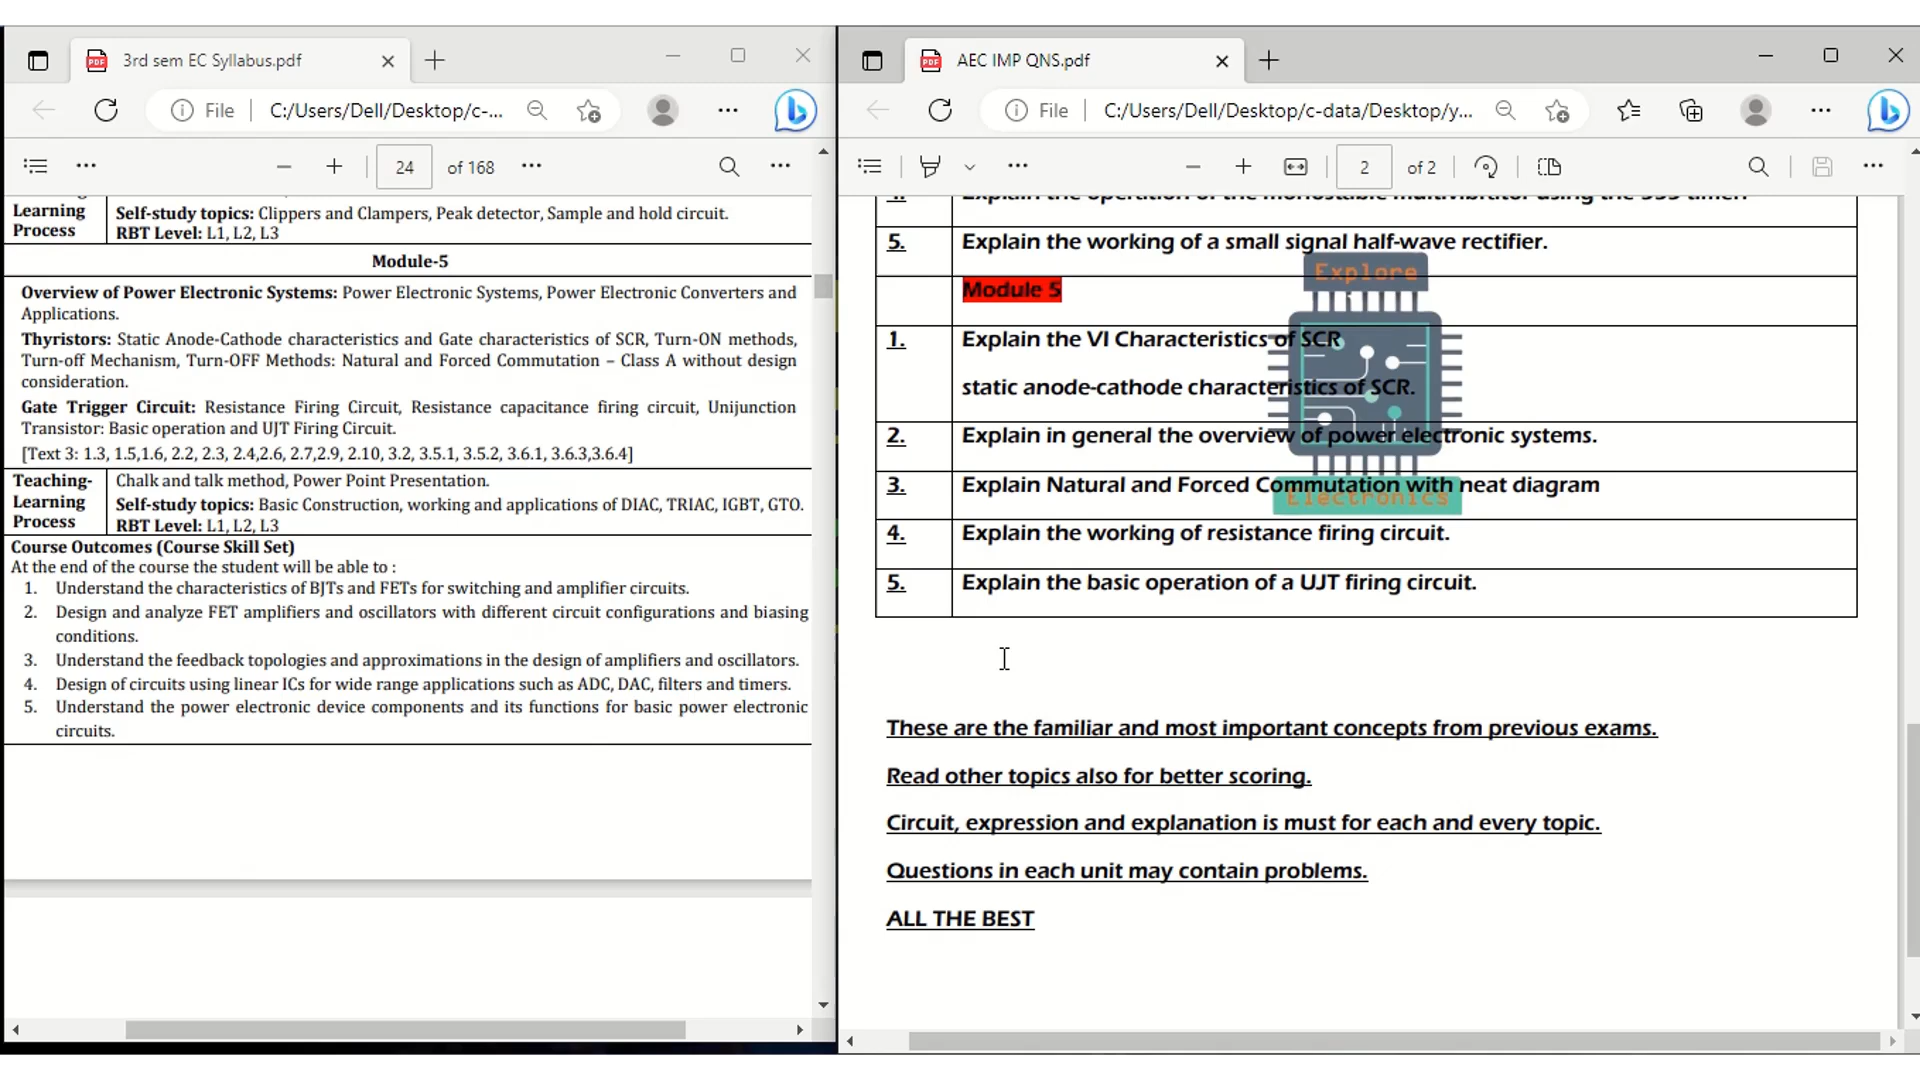 3rd sem EC Syllabus.pdf
File
C:/Users/Dell/Desktop/c-...
24 of 168
Learning Process
Self-study topics: Clippers and Clampers, Peak detector, Sample and hold circuit.
RBT Level: L1, L2, L3
Module-5
Overview of Power Electronic Systems: Power Electronic Systems, Power Electronic Converters and
Applications.
Thyristors: Static Anode-Cathode characteristics and Gate characteristics of SCR, Turn-ON methods,
Turn-off Mechanism, Turn-OFF Methods: Natural and Forced Commutation – Class A without design
consideration.
Gate Trigger Circuit: Resistance Firing Circuit, Resistance capacitance firing circuit, Unijunction
Transistor: Basic operation and UJT Firing Circuit.
[Text 3: 1.3, 1.5,1.6, 2.2, 2.3, 2.4,2.6, 2.7,2.9, 2.10, 3.2, 3.5.1, 3.5.2, 3.6.1, 3.6.3,3.6.4]
Teaching-
Learning
Process
Chalk and talk method, Power Point Presentation.
Self-study topics: Basic Construction, working and applications of DIAC, TRIAC, IGBT, GTO.
RBT Level: L1, L2, L3
Course Outcomes (Course Skill Set)
At the end of the course the student will be able to :
1. Understand the characteristics of BJTs and FETs for switching and amplifier circuits.
2. Design and analyze FET amplifiers and oscillators with different circuit configurations and biasing
conditions.
3. Understand the feedback topologies and approximations in the design of amplifiers and oscillators.
4. Design of circuits using linear ICs for wide range applications such as ADC, DAC, filters and timers.
5. Understand the power electronic device components and its functions for basic power electronic
circuits.
AEC IMP QNS.pdf
File
C:/Users/Dell/Desktop/c-data/Desktop/y...
2 of 2
4. Explain the operation of the monostable multivibrator using the 555 timer.
5. Explain the working of a small signal half-wave rectifier.
Module 5
1. Explain the VI Characteristics of SCR
static anode-cathode characteristics of SCR.
2. Explain in general the overview of power electronic systems.
3. Explain Natural and Forced Commutation with neat diagram
4. Explain the working of resistance firing circuit.
5. Explain the basic operation of a UJT firing circuit.
Explore
Electronics
These are the familiar and most important concepts from previous exams.
Read other topics also for better scoring.
Circuit, expression and explanation is must for each and every topic.
Questions in each unit may contain problems.
ALL THE BEST